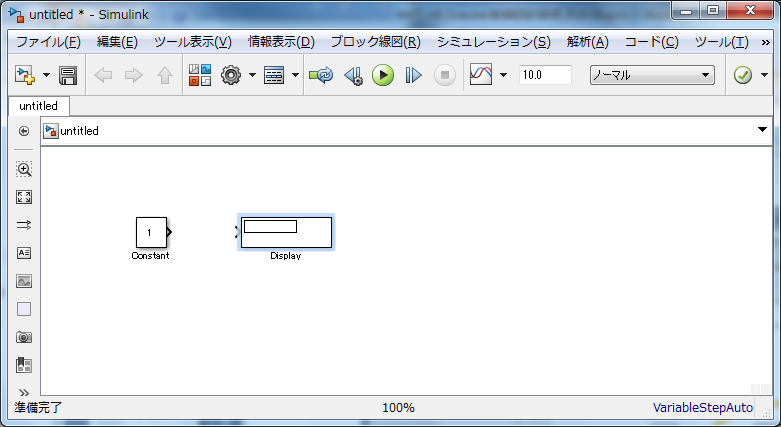 untitled * - Simulink
ファイル(F) 編集(E) ツール表示(V) 情報表示(D) ブロック線図(R) シミュレーション(S) 解析(A) コード(C) ツール(T) »
10.0 ノーマル
untitled
untitled
1
Constant
Display
準備完了 100% VariableStepAuto